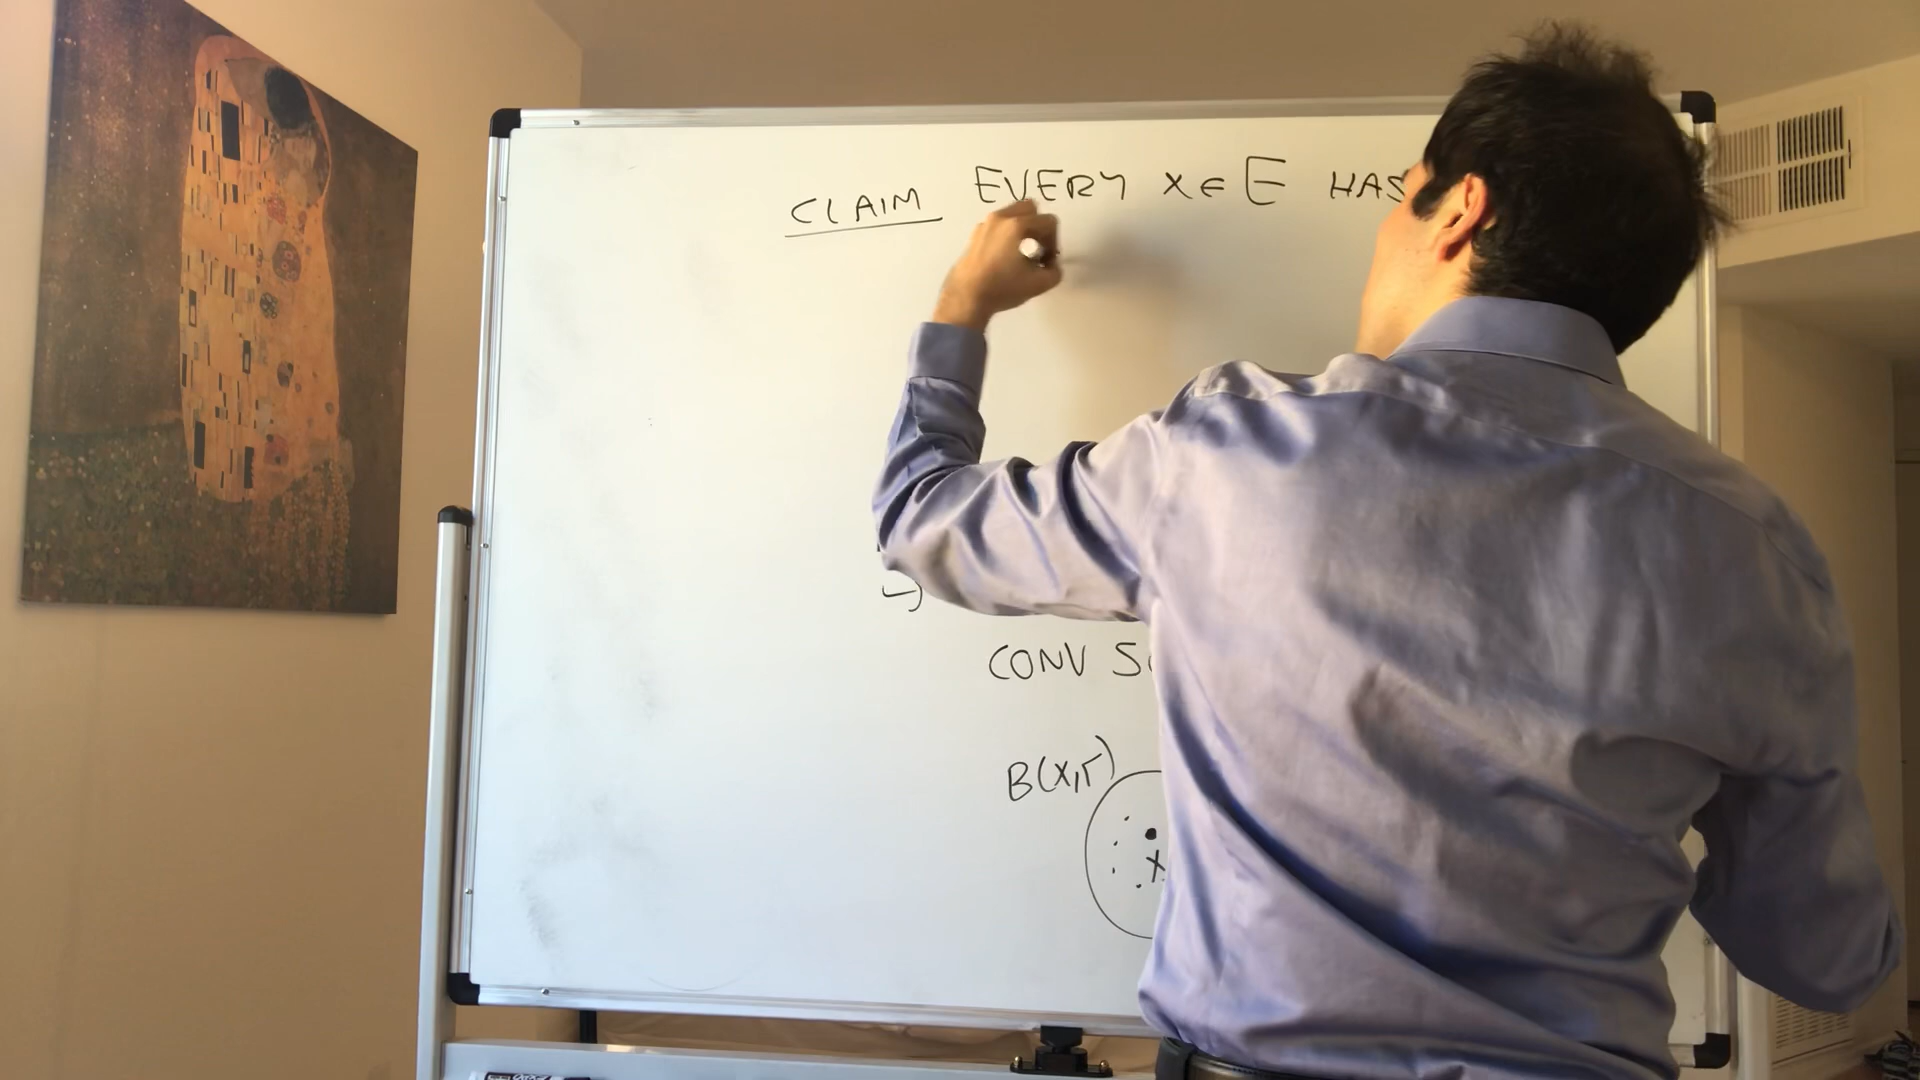 CLAIM EVERY x ∈ E HAS
CONV
B(x,r)
x